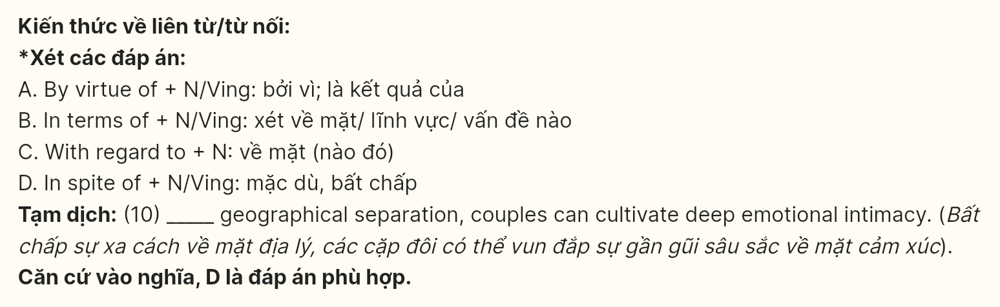 Kiến thức về liên từ/từ nối:
*Xét các đáp án:
A. By virtue of + N/Ving: bởi vì; là kết quả của
B. In terms of + N/Ving: xét về mặt/ lĩnh vực/ vấn đề nào
C. With regard to + N: về mặt (nào đó)
D. In spite of + N/Ving: mặc dù, bất chấp
Tạm dịch: (10) _____ geographical separation, couples can cultivate deep emotional intimacy. (Bất
chấp sự xa cách về mặt địa lý, các cặp đôi có thể vun đắp sự gần gũi sâu sắc về mặt cảm xúc).
Căn cứ vào nghĩa, D là đáp án phù hợp.